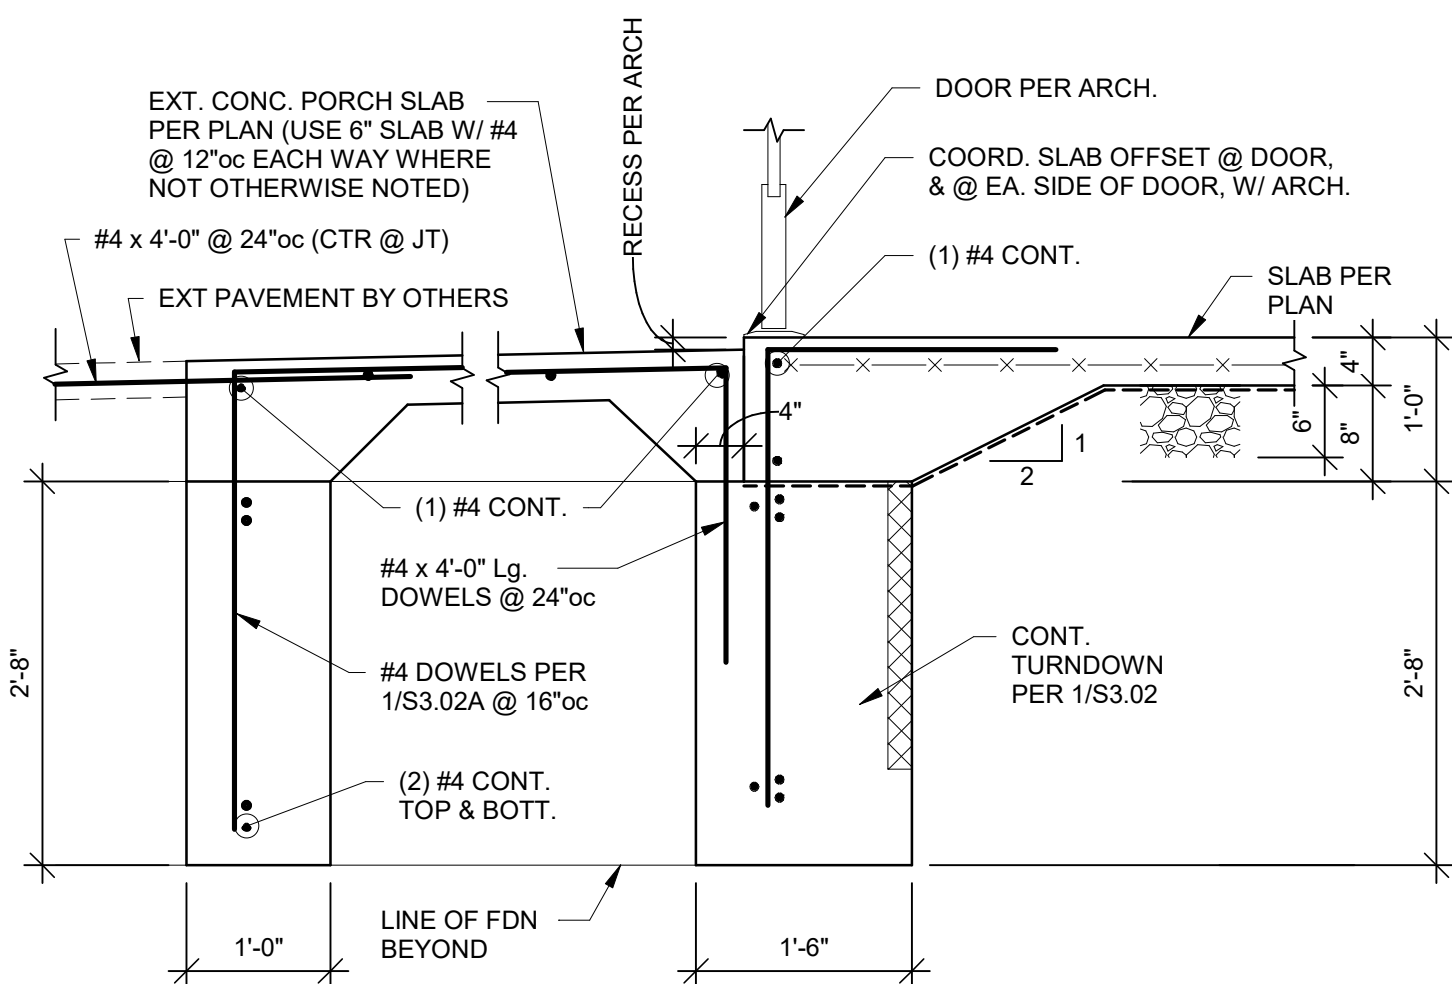 RECESS PER ARCH
EXT. CONC. PORCH SLAB
PER PLAN (USE 6" SLAB W/ #4
@ 12"oc EACH WAY WHERE
NOT OTHERWISE NOTED)
#4 x 4'-0" @ 24"oc (CTR @ JT)
EXT PAVEMENT BY OTHERS
DOOR PER ARCH.
COORD. SLAB OFFSET @ DOOR,
& @ EA. SIDE OF DOOR, W/ ARCH.
(1) #4 CONT.
SLAB PER
PLAN
4"
4"
1'-0"
6"
8"
1
2
(1) #4 CONT.
#4 x 4'-0" Lg.
DOWELS @ 24"oc
#4 DOWELS PER
1/S3.02A @ 16"oc
(2) #4 CONT.
TOP & BOTT.
CONT.
TURNDOWN
PER 1/S3.02
2'-8"
2'-8"
LINE OF FDN
BEYOND
1'-0"
1'-6"